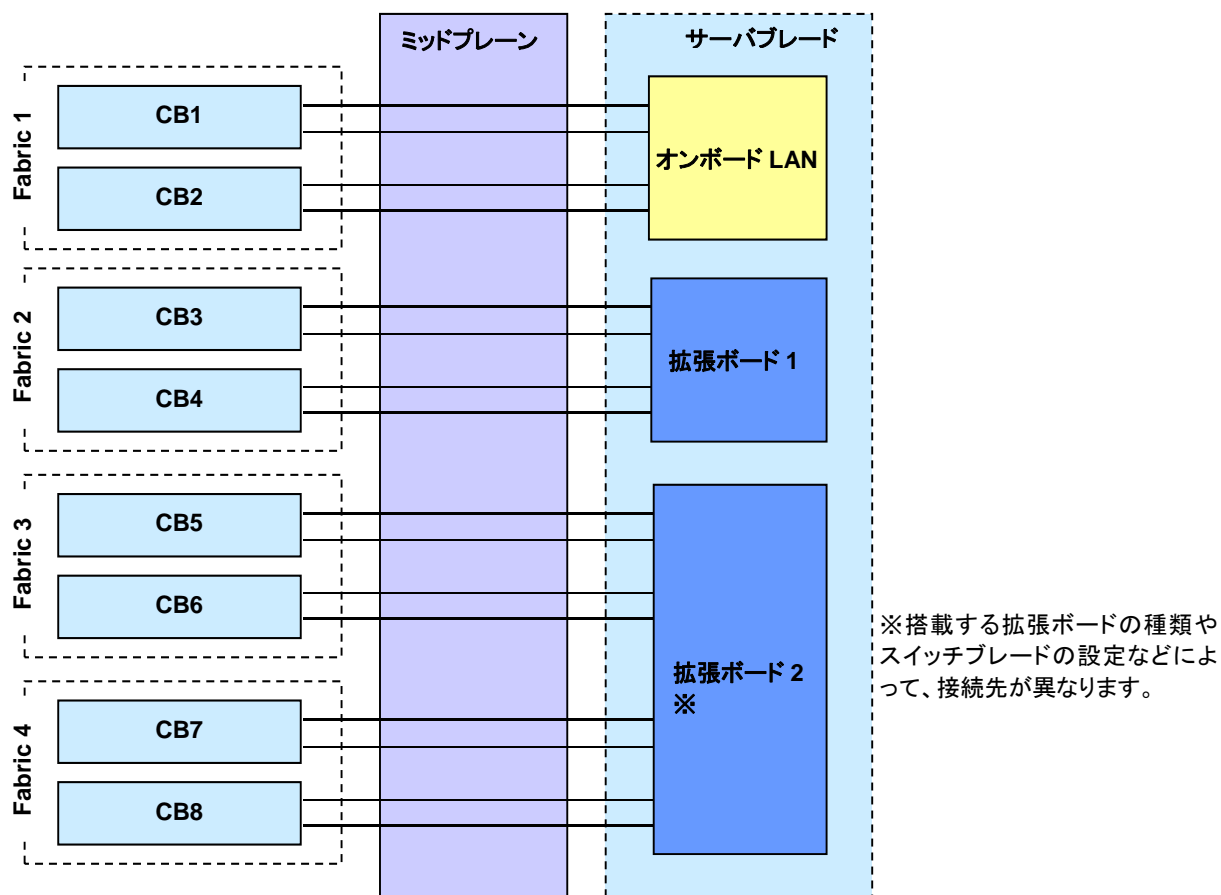 ミッドプレーン
サーバブレード
Fabric 1
CB1
CB2
オンボード LAN
Fabric 2
CB3
CB4
拡張ボード 1
Fabric 3
CB5
CB6
Fabric 4
CB7
CB8
拡張ボード 2
※
※搭載する拡張ボードの種類や
スイッチブレードの設定などによ
って、接続先が異なります。